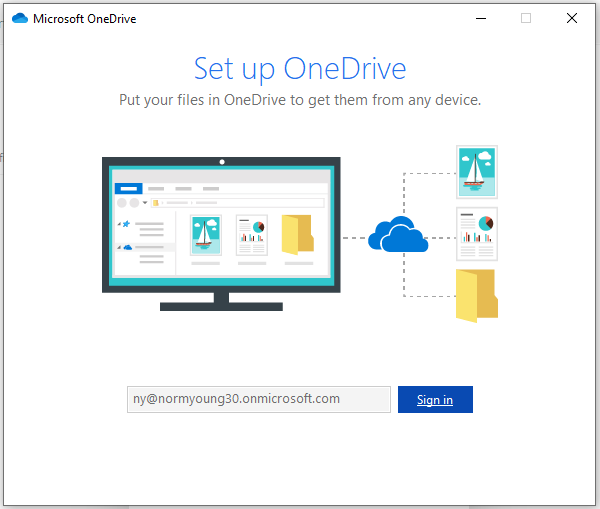 Microsoft OneDrive
Set up OneDrive
Put your files in OneDrive to get them from any device.
ny@normyoung30.onmicrosoft.com
Sign in